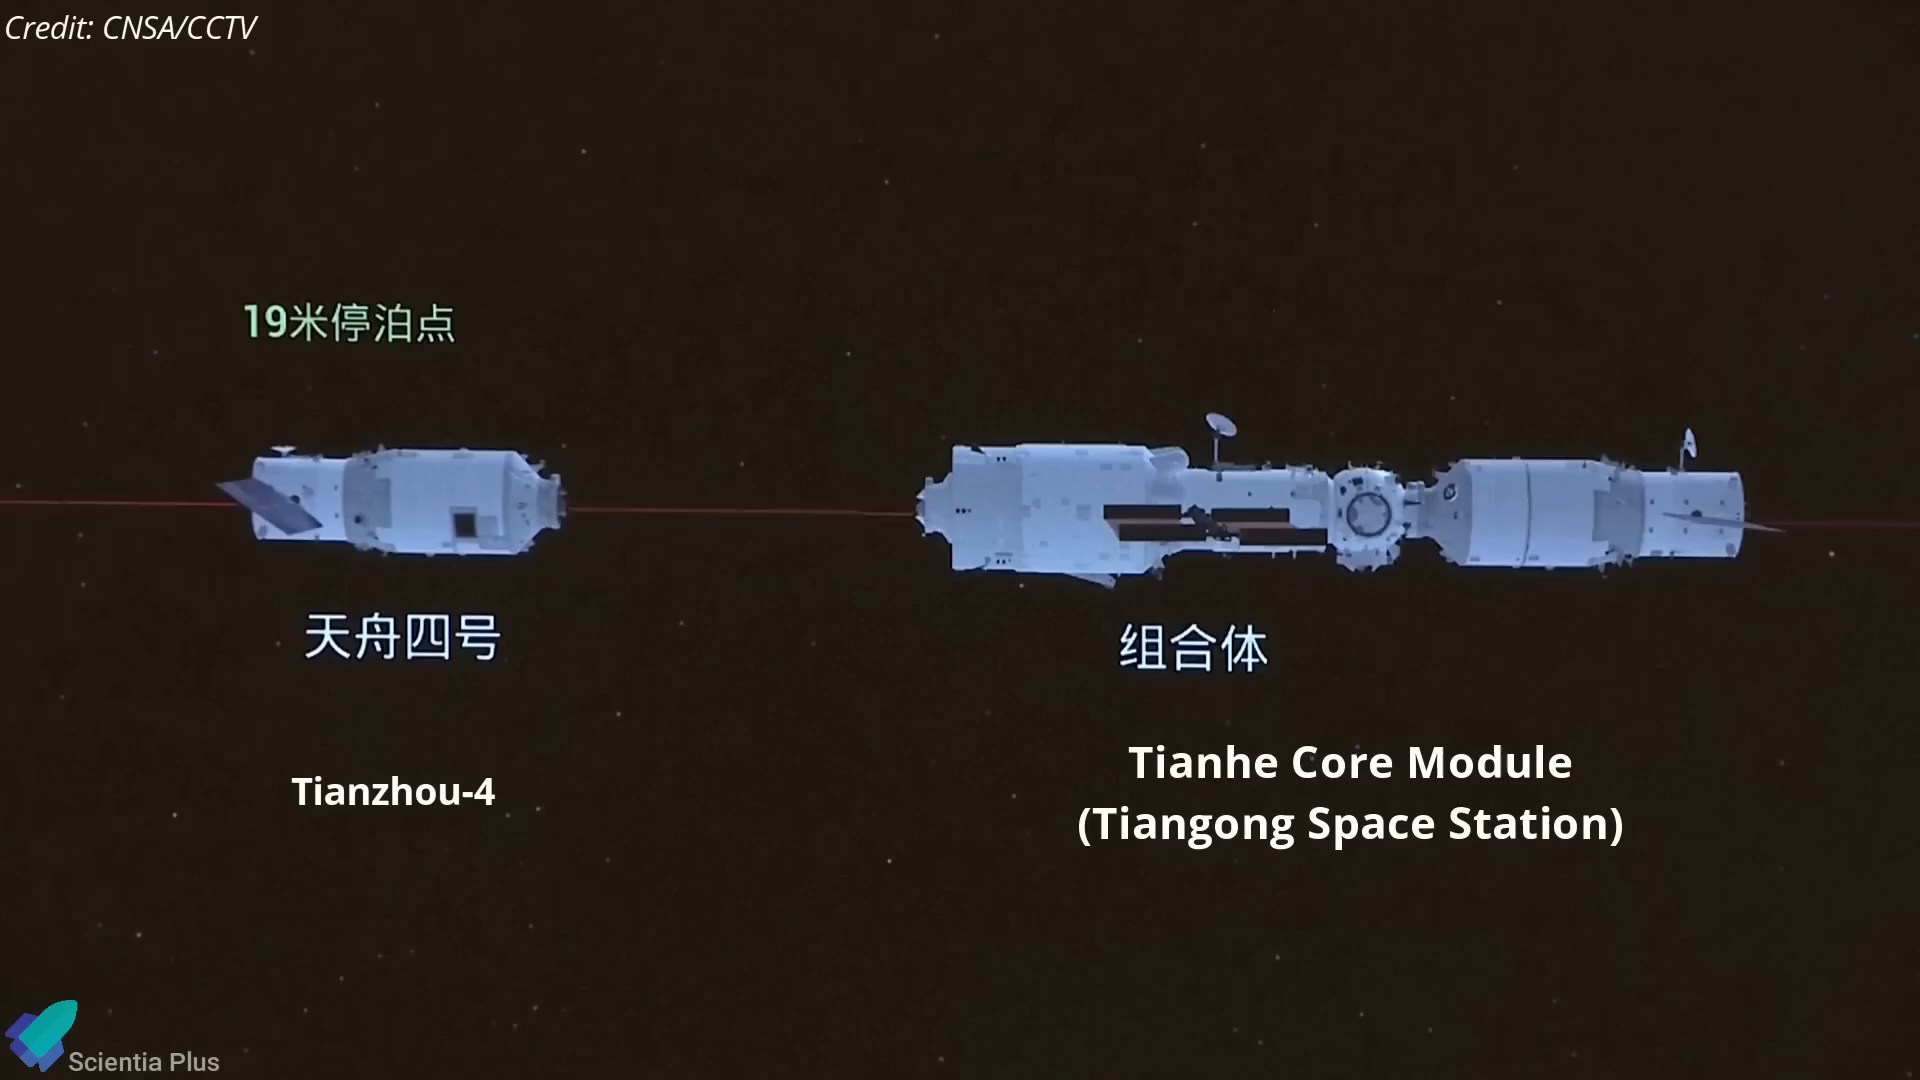 Credit: CNSA/CCTV
19米停泊点
天舟四号
组合体
Tianzhou-4
Tianhe Core Module
(Tiangong Space Station)
Scientia Plus